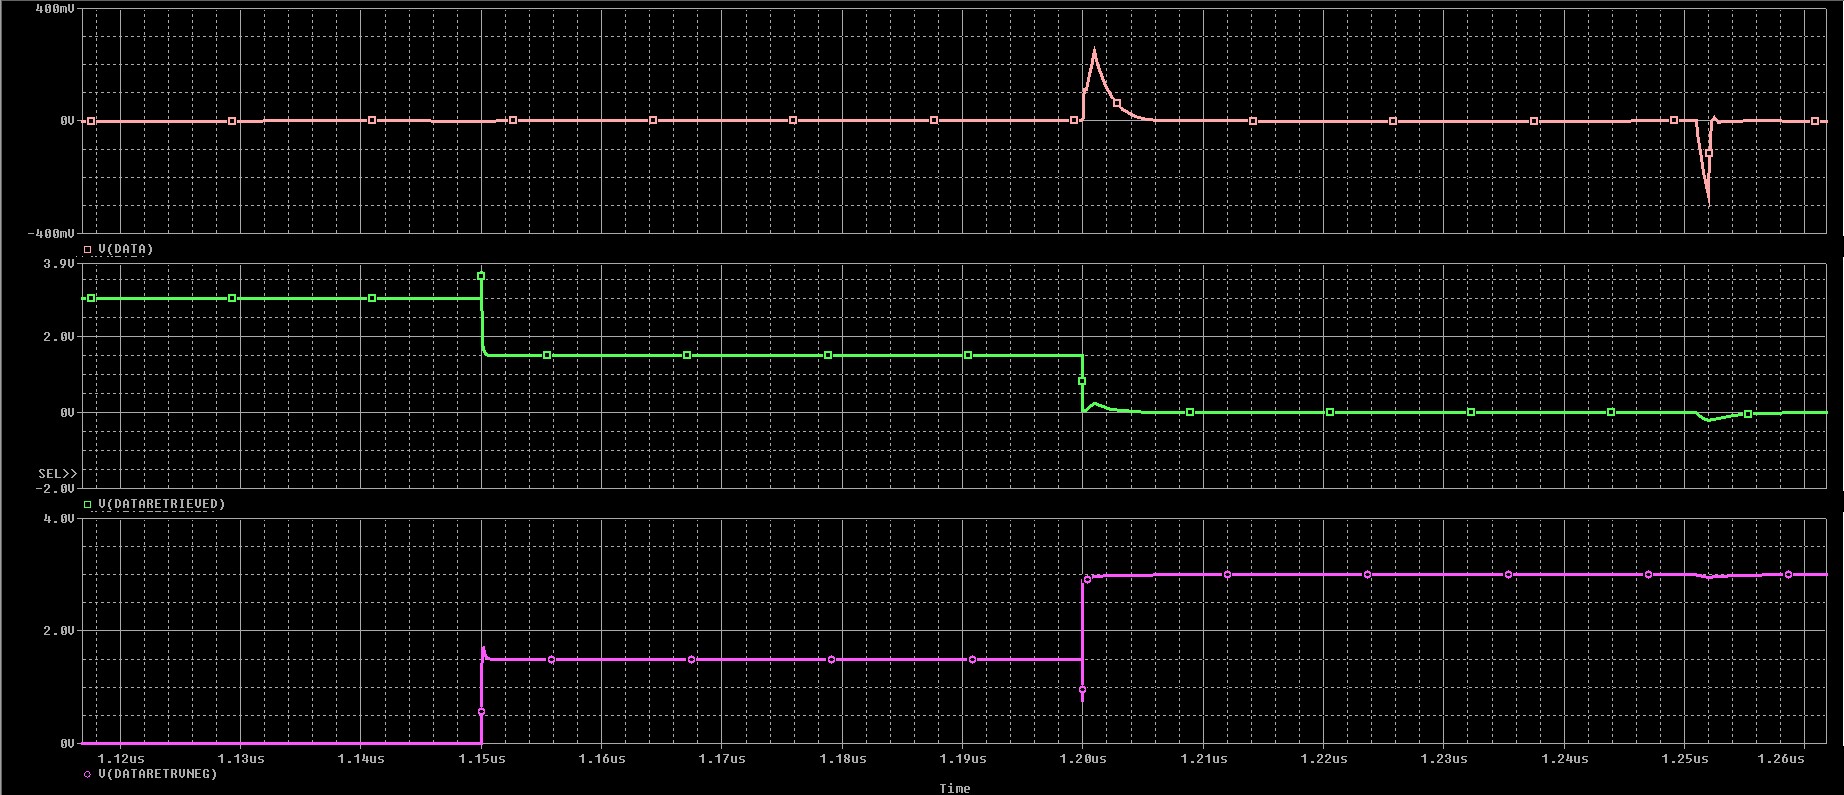 400mV
0V
-400mV
V(DATA)
3.9V
2.0V
0V
SEL>>
-2.0V
V(DATARETRIEVED)
4.0V
2.0V
0V
1.12us 1.13us 1.14us 1.15us 1.16us 1.17us 1.18us 1.19us 1.20us 1.21us 1.22us 1.23us 1.24us 1.25us 1.26us
V(DATARETRVNEG)
Time